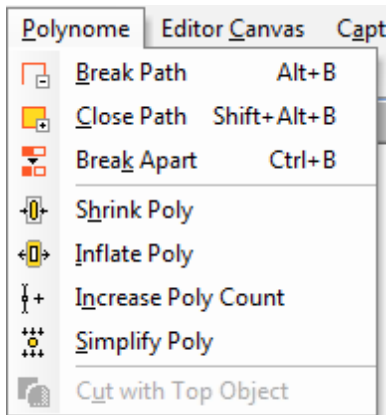 Polynome Editor Canvas Capt
Break Path Alt+B
Close Path Shift+Alt+B
Break Apart Ctrl+B
Shrink Poly
Inflate Poly
Increase Poly Count
Simplify Poly
Cut with Top Object